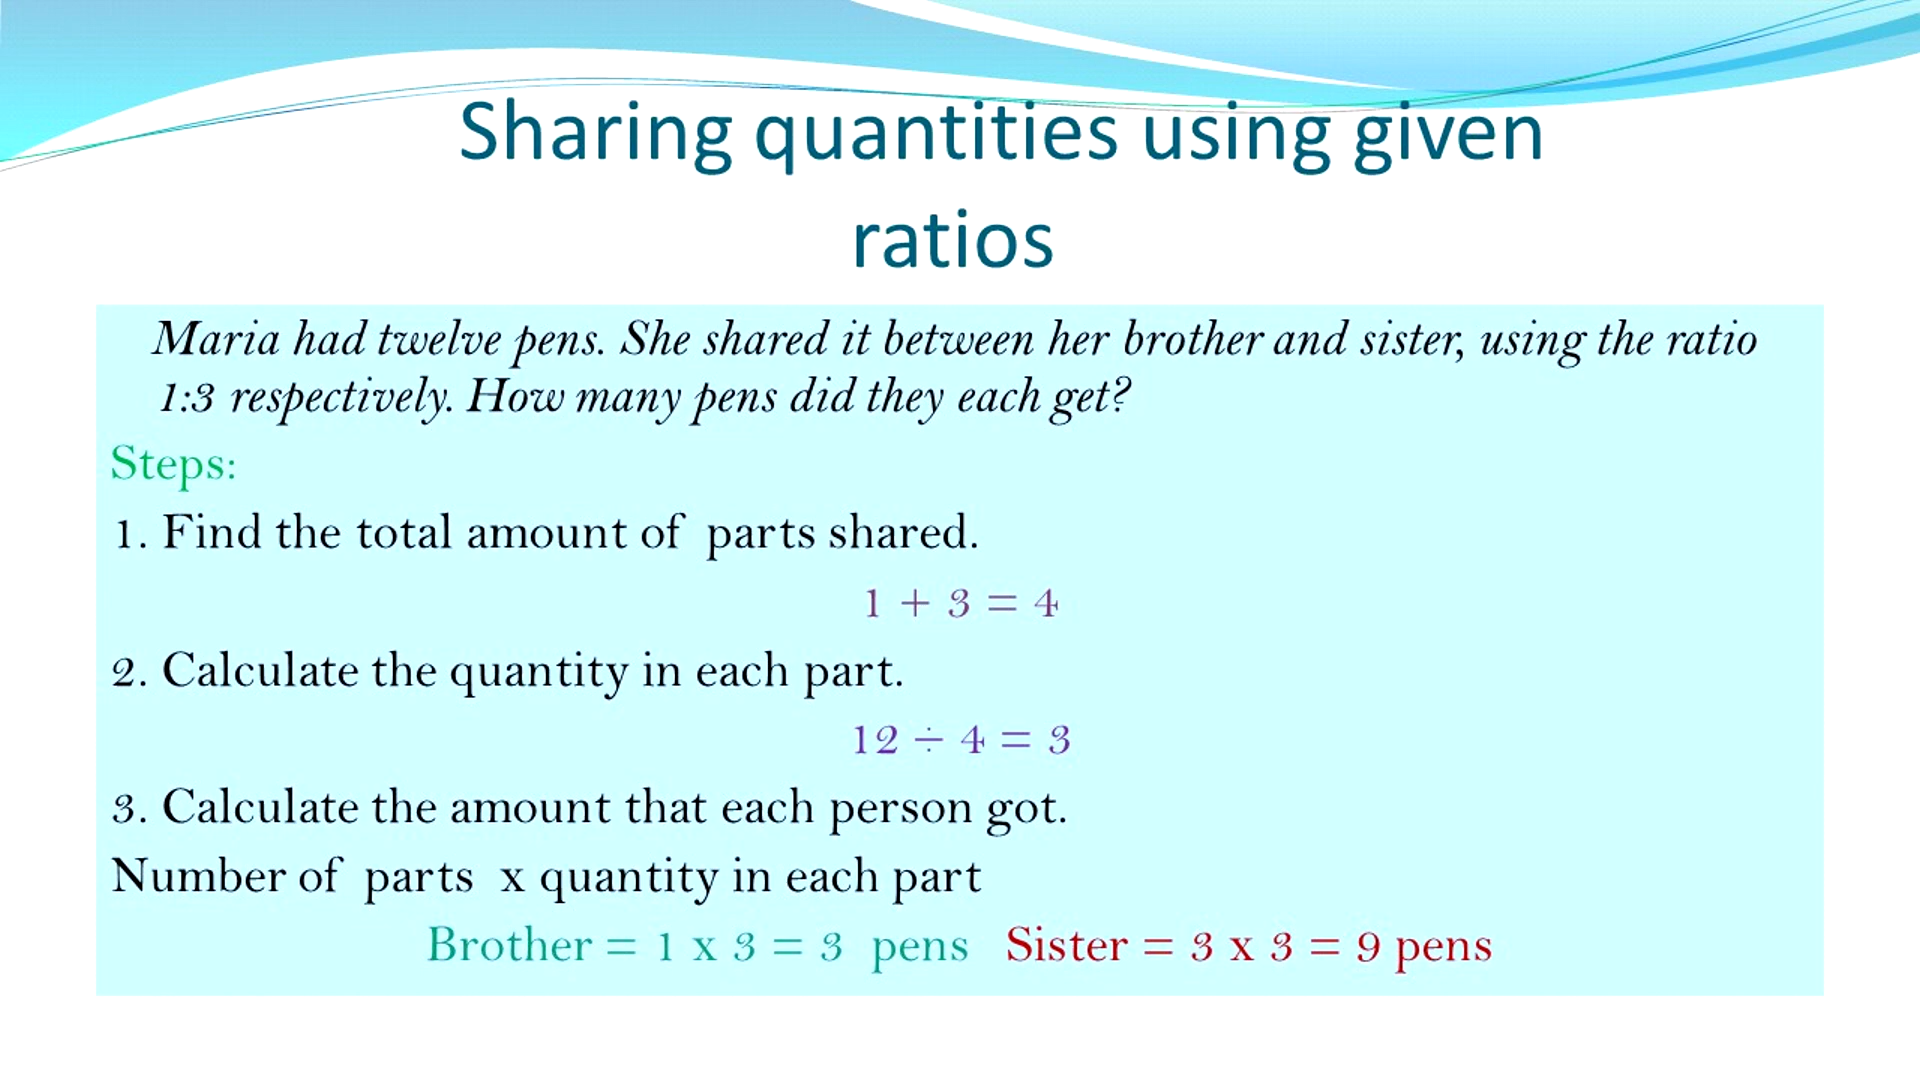 Sharing quantities using given
ratios
Maria had twelve pens. She shared it between her brother and sister, using the ratio
1:3 respectively. How many pens did they each get?
Steps:
1. Find the total amount of parts shared.
1 + 3 = 4
2. Calculate the quantity in each part.
12 ÷ 4 = 3
3. Calculate the amount that each person got.
Number of parts x quantity in each part
Brother = 1 x 3 = 3 pens Sister = 3 x 3 = 9 pens